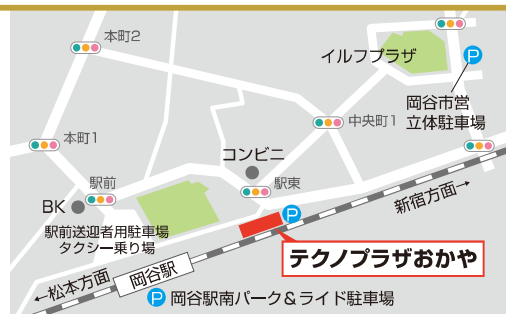 本町2
イルフプラザ
P
岡谷市営
立体駐車場
中央町1
本町1
コンビニ
駅前
駅東
BK
新宿方面→
駅前送迎者用駐車場
タクシー乗り場
P
テクノプラザおかや
←松本方面
岡谷駅
P 岡谷駅南パーク&ライド駐車場